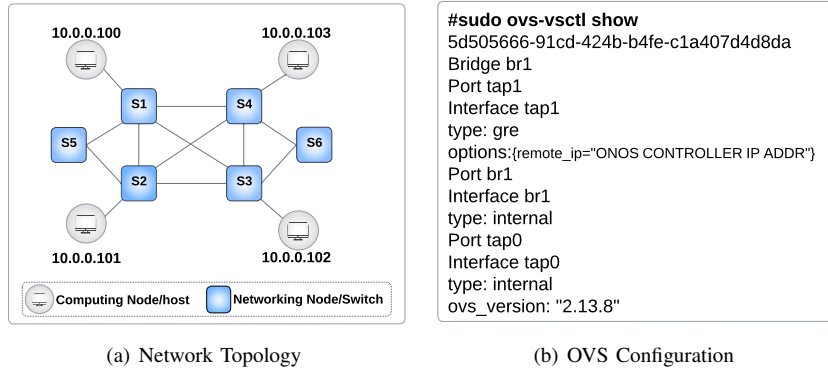 10.0.0.100
10.0.0.103
S1
S4
S5
S6
S2
S3
10.0.0.101
10.0.0.102
Computing Node/host
Networking Node/Switch
(a) Network Topology
#sudo ovs-vsctl show
5d505666-91cd-424b-b4fe-c1a407d4d8da
Bridge br1
Port tap1
Interface tap1
type: gre
options:{remote_ip="ONOS CONTROLLER IP ADDR"}
Port br1
Interface br1
type: internal
Port tap0
Interface tap0
type: internal
ovs_version: "2.13.8"
(b) OVS Configuration